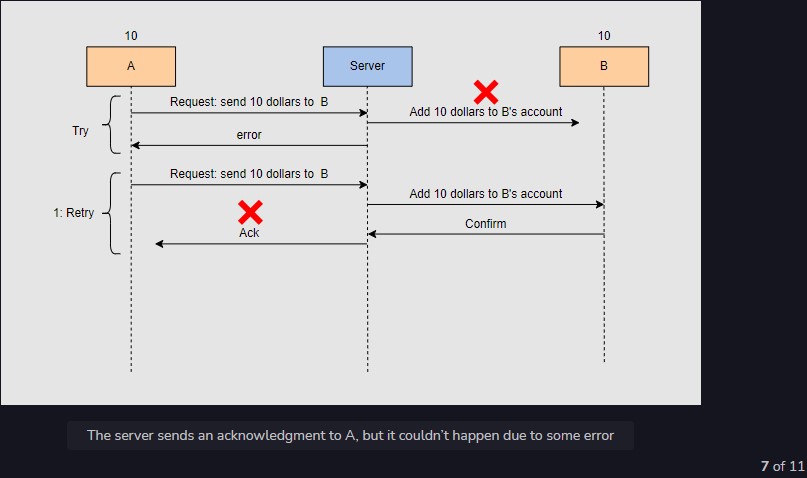 10
10
A
Server
B
Request: send 10 dollars to B
Add 10 dollars to B's account
Try
error
Request: send 10 dollars to B
Add 10 dollars to B's account
1: Retry
Confirm
Ack
The server sends an acknowledgment to A, but it couldn’t happen due to some error
7 of 11